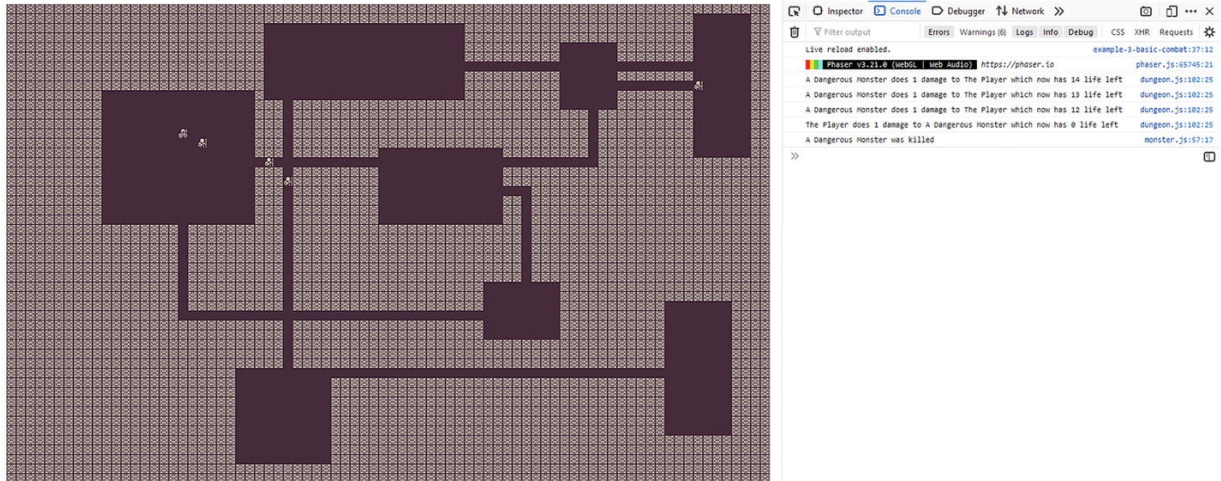 Inspector Console Debugger Network
Filter output Errors Warnings (6) Logs Info Debug CSS XHR Requests
Live reload enabled. example-3-basic-combat:37:12
Phaser v3.21.0 (WebGL | Web Audio) https://phaser.io phaser.js:65745:21
A Dangerous Monster does 1 damage to The Player which now has 14 life left dungeon.js:102:25
A Dangerous Monster does 1 damage to The Player which now has 13 life left dungeon.js:102:25
A Dangerous Monster does 1 damage to The Player which now has 12 life left dungeon.js:102:25
The Player does 1 damage to A Dangerous Monster which now has 0 life left dungeon.js:102:25
A Dangerous Monster was killed monster.js:57:17